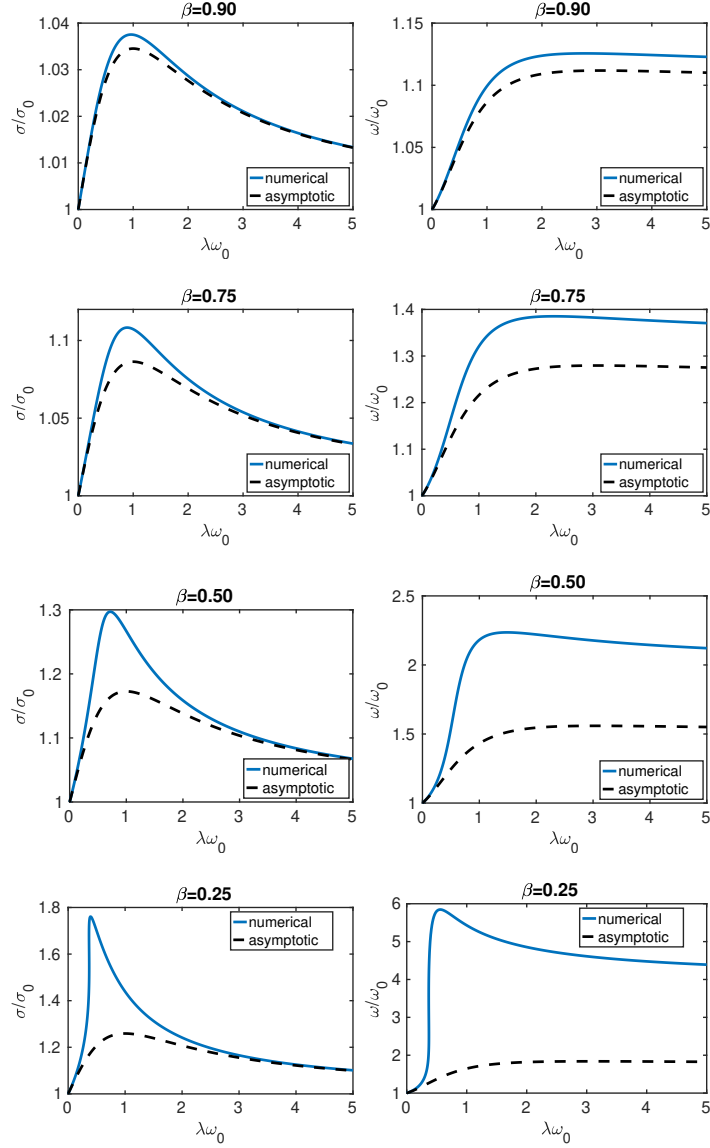 β=0.90
σ/σ₀
1.04
1.03
1.02
1.01
1
0 1 2 3 4 5
λω₀
numerical
asymptotic
β=0.90
ω/ω₀
1.15
1.1
1.05
1
0 1 2 3 4 5
λω₀
numerical
asymptotic
β=0.75
σ/σ₀
1.1
1.05
1
0 1 2 3 4 5
λω₀
numerical
asymptotic
β=0.75
ω/ω₀
1.4
1.3
1.2
1.1
1
0 1 2 3 4 5
λω₀
numerical
asymptotic
β=0.50
σ/σ₀
1.3
1.2
1.1
1
0 1 2 3 4 5
λω₀
numerical
asymptotic
β=0.50
ω/ω₀
2.5
2
1.5
1
0 1 2 3 4 5
λω₀
numerical
asymptotic
β=0.25
σ/σ₀
1.8
1.6
1.4
1.2
1
0 1 2 3 4 5
λω₀
numerical
asymptotic
β=0.25
ω/ω₀
6
5
4
3
2
1
0 1 2 3 4 5
λω₀
numerical
asymptotic